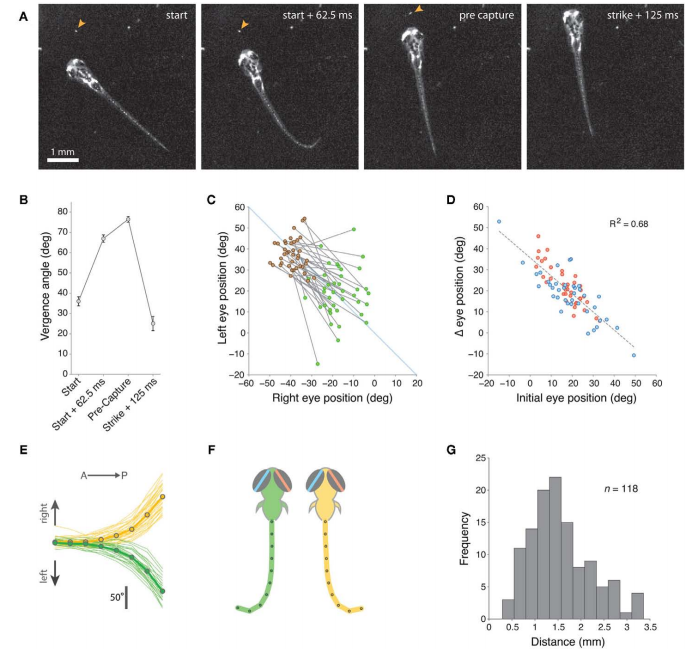 A
start
start + 62.5 ms
pre capture
strike + 125 ms
1 mm
B
Vergence angle (deg)
80
70
60
50
40
30
20
10
0
Start
Start + 62.5 ms
Pre-Capture
Strike + 125 ms
C
Left eye position (deg)
60
50
40
30
20
10
0
−10
−20
−60 −50 −40 −30 −20 −10 0 10 20
Right eye position (deg)
D
R² = 0.68
Δ eye position (deg)
60
50
40
30
20
10
0
−10
−20
−20 −10 0 10 20 30 40 50 60
Initial eye position (deg)
E
A P
right
left
50°
F
G
n = 118
Frequency
25
20
15
10
5
0
0 0.5 1 1.5 2 2.5 3 3.5
Distance (mm)